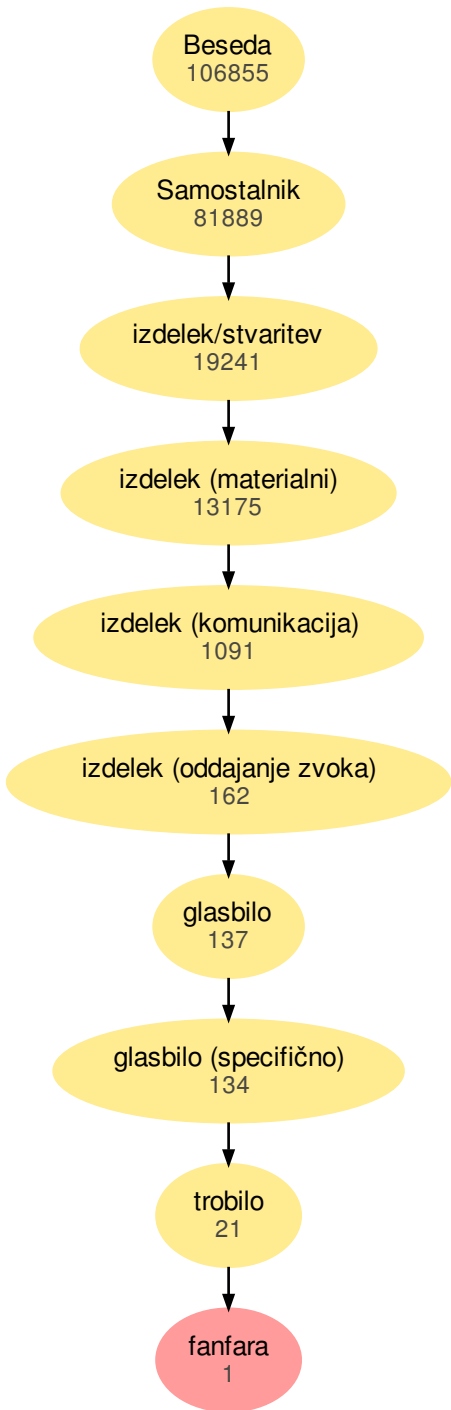 Beseda
106855
Samostalnik
81889
izdelek/stvaritev
19241
izdelek (materialni)
13175
izdelek (komunikacija)
1091
izdelek (oddajanje zvoka)
162
glasbilo
137
glasbilo (specifično)
134
trobilo
21
fanfara
1